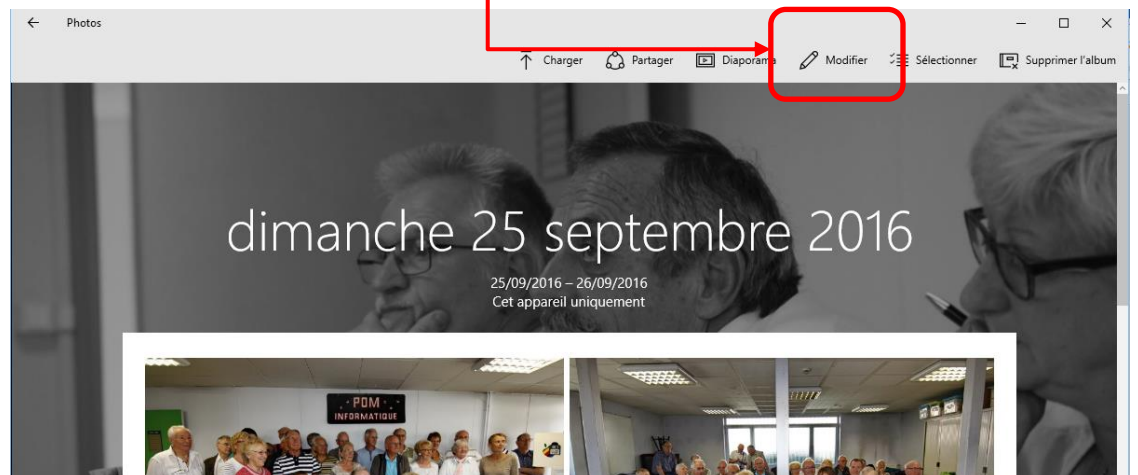 Photos
Charger Partager Diaporama Modifier Sélectionner Supprimer l'album
dimanche 25 septembre 2016
25/09/2016 – 26/09/2016
Cet appareil uniquement
PDM
INFORMATIQUE